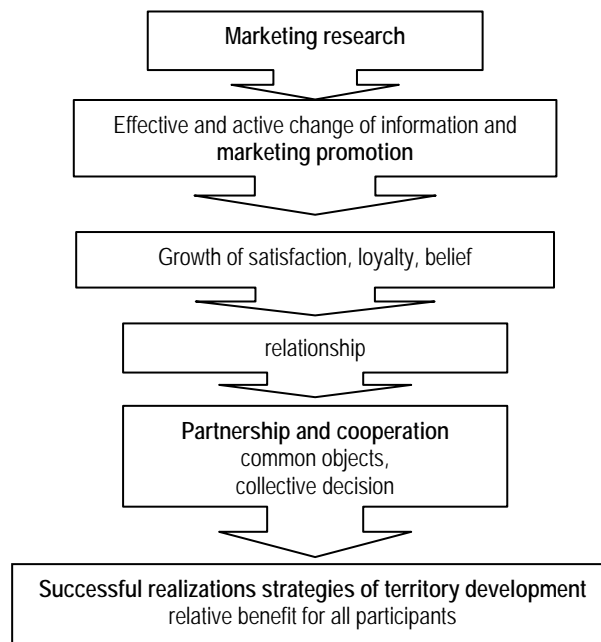 Marketing research
Effective and active change of information and
marketing promotion
Growth of satisfaction, loyalty, belief
relationship
Partnership and cooperation
common objects,
collective decision
Successful realizations strategies of territory development
relative benefit for all participants